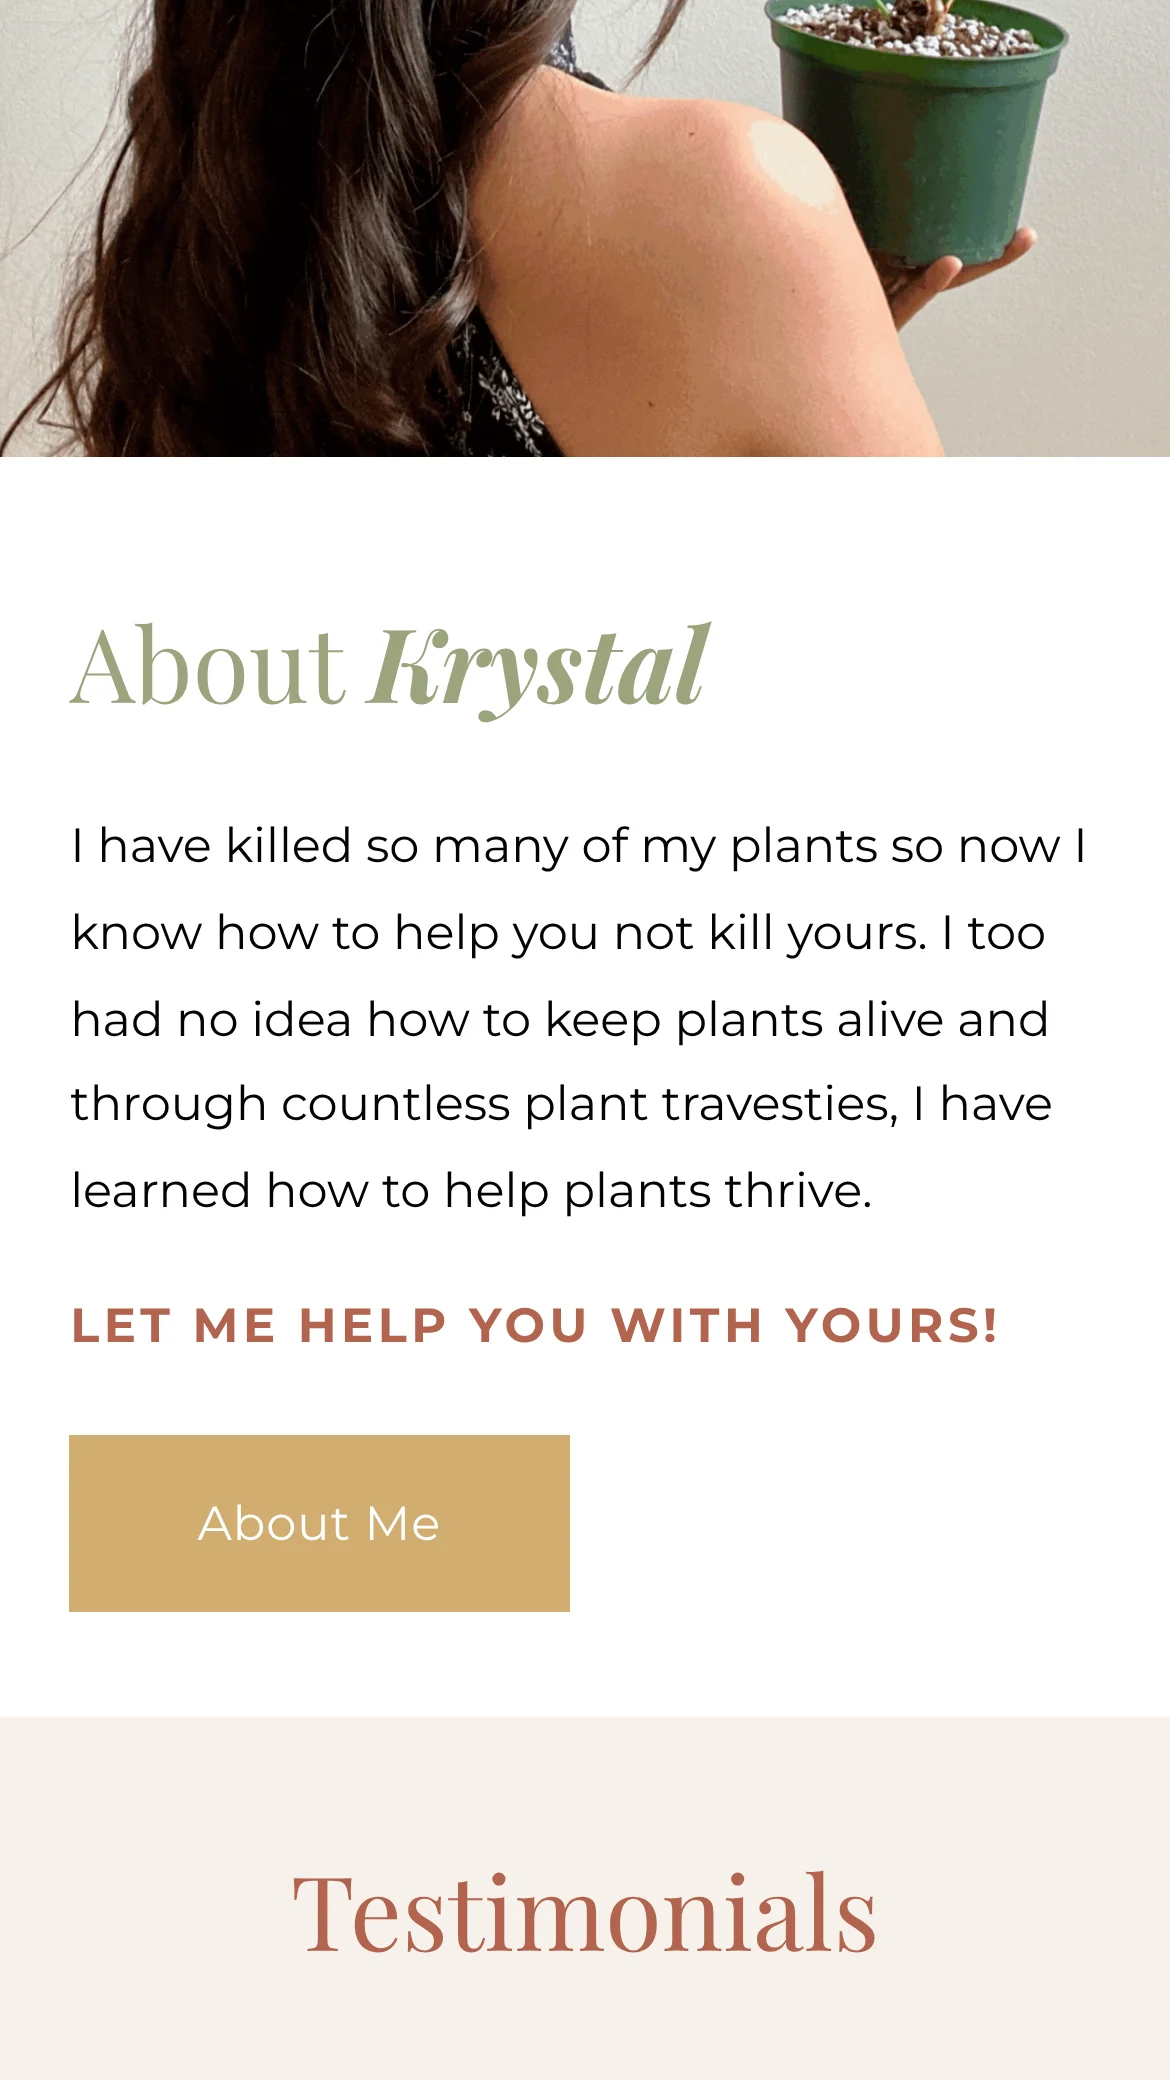 About Krystal
I have killed so many of my plants so now I
know how to help you not kill yours. I too
had no idea how to keep plants alive and
through countless plant travesties, I have
learned how to help plants thrive.
LET ME HELP YOU WITH YOURS!
About Me
Testimonials